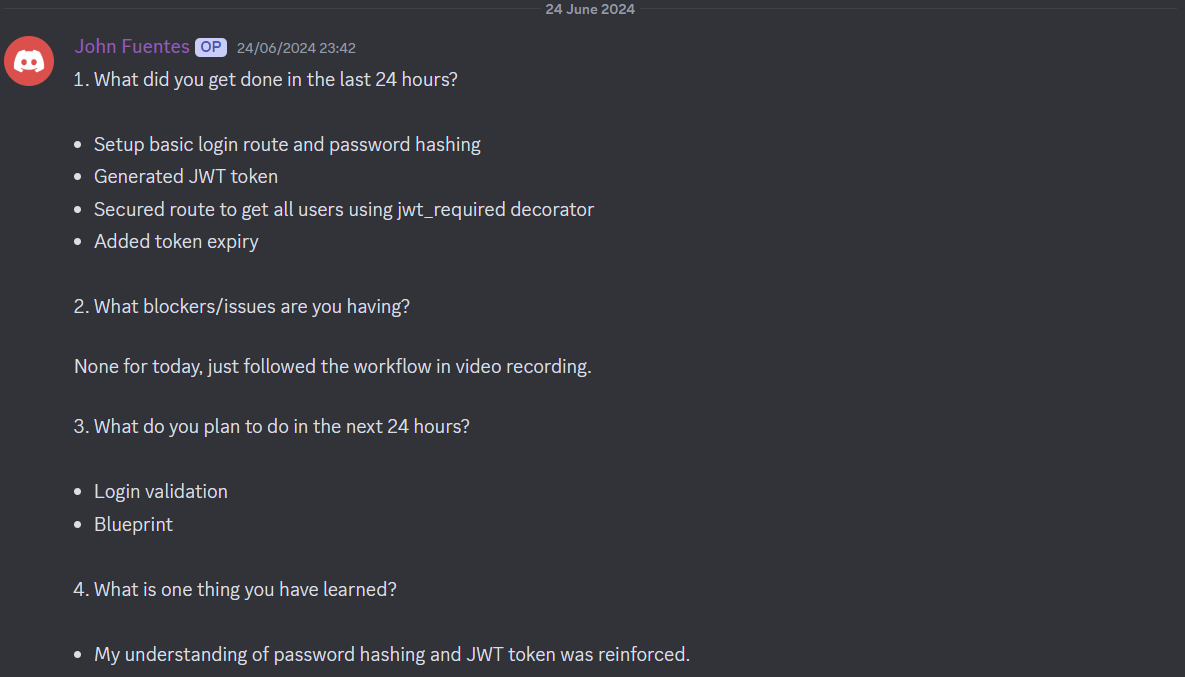 24 June 2024
John Fuentes OP 24/06/2024 23:42
1. What did you get done in the last 24 hours?
• Setup basic login route and password hashing
• Generated JWT token
• Secured route to get all users using jwt_required decorator
• Added token expiry
2. What blockers/issues are you having?
None for today, just followed the workflow in video recording.
3. What do you plan to do in the next 24 hours?
• Login validation
• Blueprint
4. What is one thing you have learned?
• My understanding of password hashing and JWT token was reinforced.